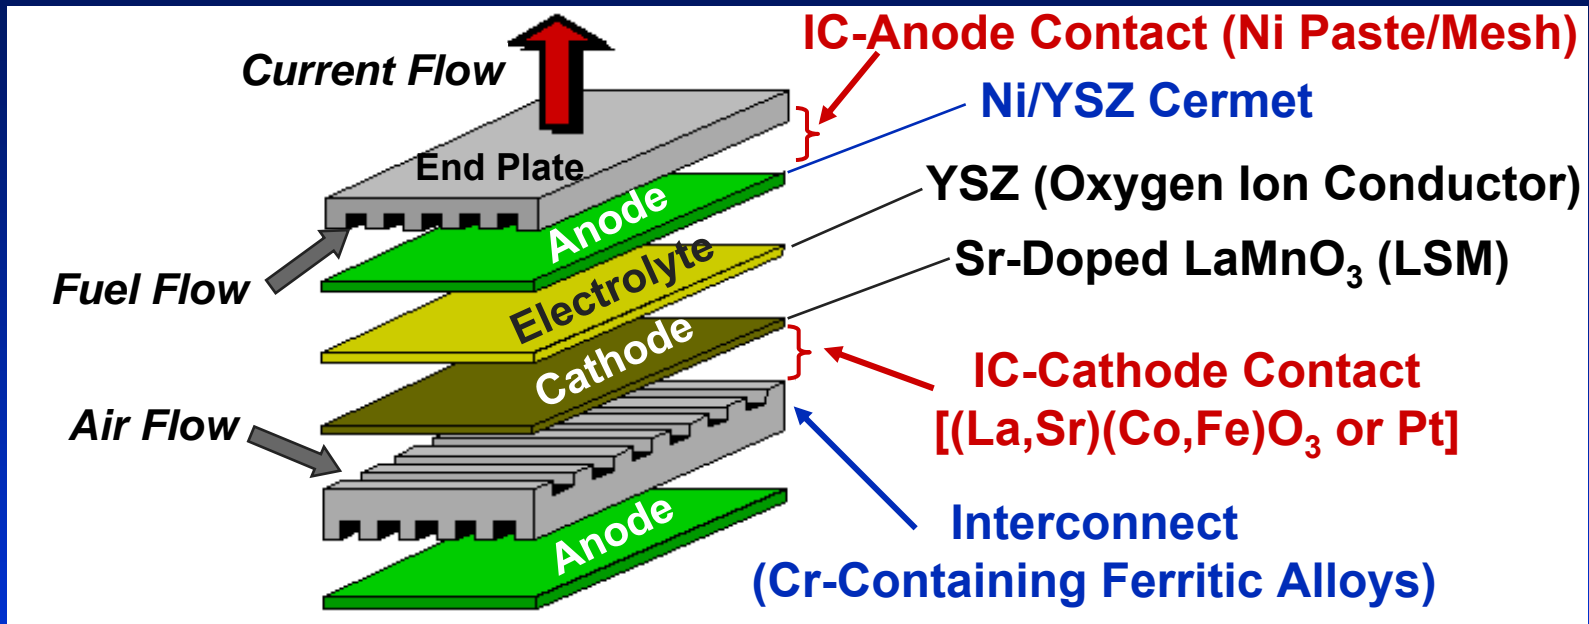 IC-Anode Contact (Ni Paste/Mesh)
Current Flow
Ni/YSZ Cermet
End Plate
YSZ (Oxygen Ion Conductor)
Anode
Electrolyte
Sr-Doped LaMnO₃ (LSM)
Fuel Flow
Cathode
IC-Cathode Contact
[(La,Sr)(Co,Fe)O₃ or Pt]
Air Flow
Anode
Interconnect
(Cr-Containing Ferritic Alloys)